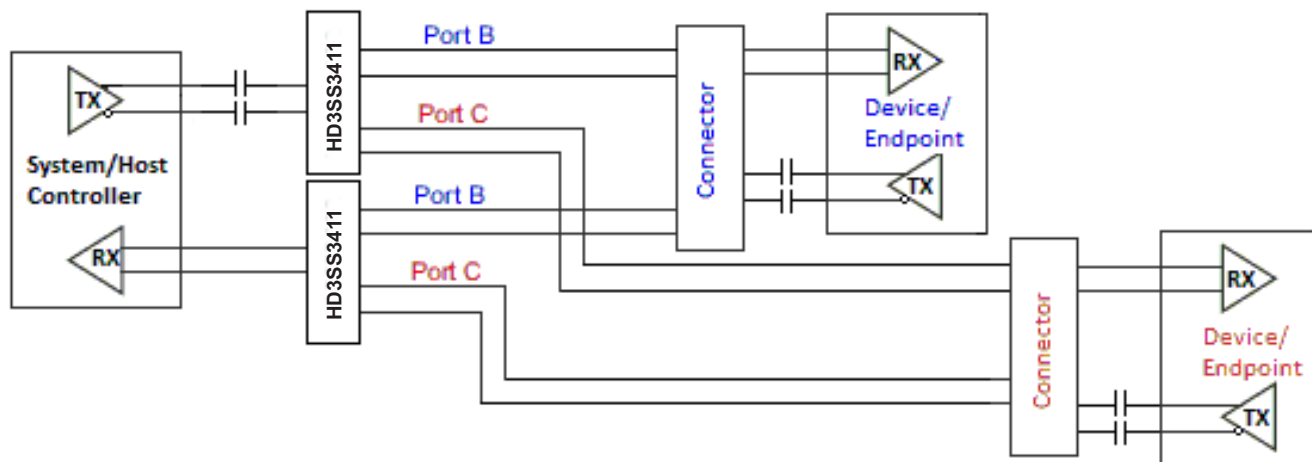 TX
System/Host
Controller
RX
HD3SS3411
HD3SS3411
Port B
Port C
Port B
Port C
Connector
RX
Device/
Endpoint
TX
Connector
RX
Device/
Endpoint
TX